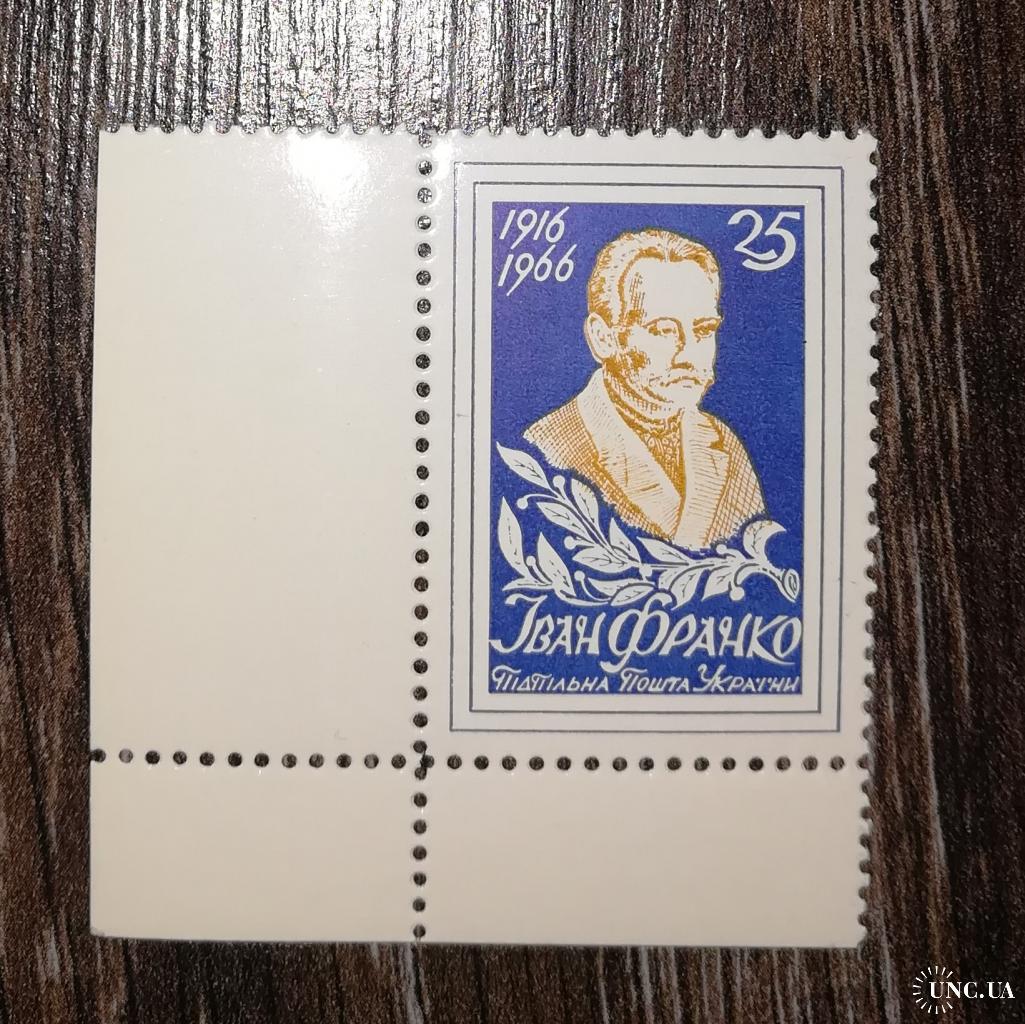 1916
1966
25
Іван Франко
Підпільна Пошта України
UNC.UA